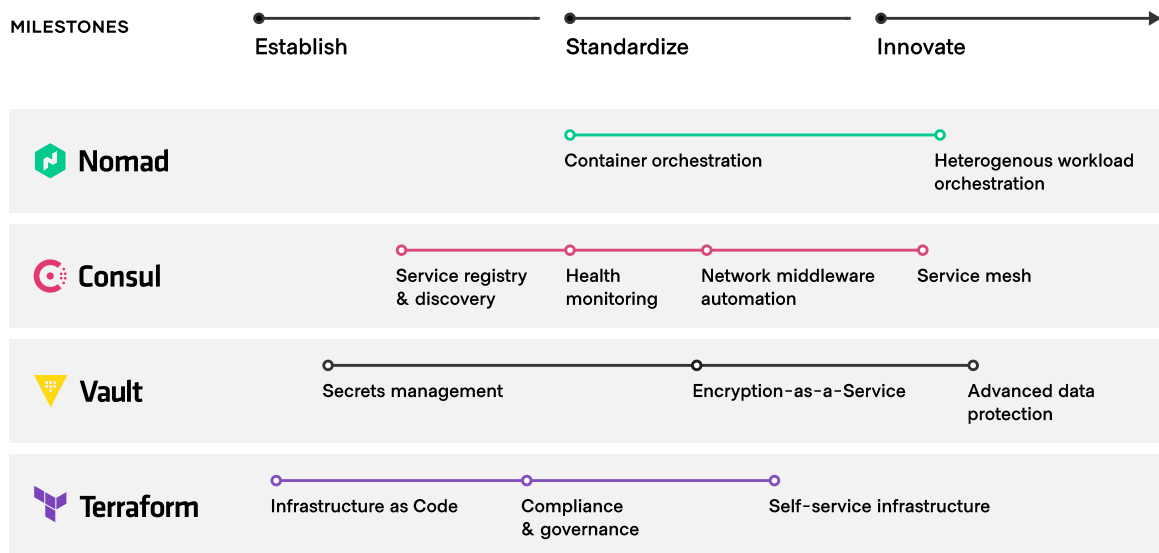 MILESTONES
Establish
Standardize
Innovate
Nomad
Container orchestration
Heterogenous workload
orchestration
Consul
Service registry
& discovery
Health
monitoring
Network middleware
automation
Service mesh
Vault
Secrets management
Encryption-as-a-Service
Advanced data
protection
Terraform
Infrastructure as Code
Compliance
& governance
Self-service infrastructure